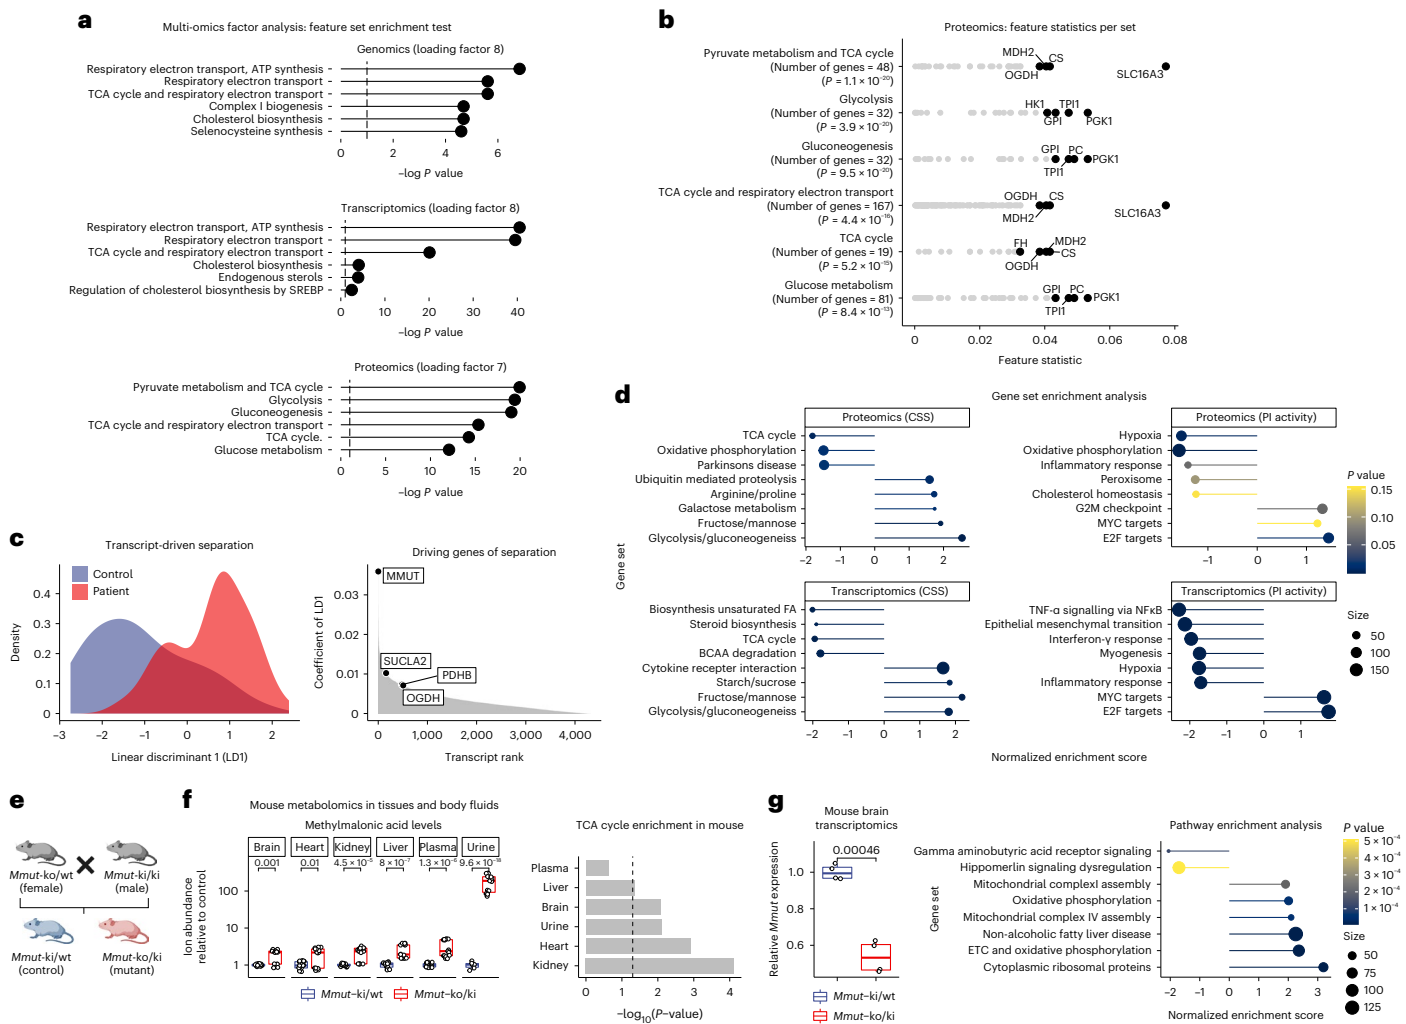 a
Multi-omics factor analysis: feature set enrichment test
Genomics (loading factor 8)
Respiratory electron transport, ATP synthesis
Respiratory electron transport
TCA cycle and respiratory electron transport
Complex I biogenesis
Cholesterol biosynthesis
Selenocysteine synthesis
0 2 4 6
–log P value
Transcriptomics (loading factor 8)
Respiratory electron transport, ATP synthesis
Respiratory electron transport
TCA cycle and respiratory electron transport
Cholesterol biosynthesis
Endogenous sterols
Regulation of cholesterol biosynthesis by SREBP
0 10 20 30 40
–log P value
Proteomics (loading factor 7)
Pyruvate metabolism and TCA cycle
Glycolysis
Gluconeogenesis
TCA cycle and respiratory electron transport
TCA cycle.
Glucose metabolism
0 5 10 15 20
–log P value
b
Proteomics: feature statistics per set
Pyruvate metabolism and TCA cycle
(Number of genes = 48)
(P = 1.1 × 10⁻²⁰)
MDH2 CS
OGDH SLC16A3
Glycolysis
(Number of genes = 32)
(P = 3.9 × 10⁻²⁰)
HK1 TPI1
GPI PGK1
Gluconeogenesis
(Number of genes = 32)
(P = 9.5 × 10⁻²⁰)
GPI PC
PGK1
TPI1
TCA cycle and respiratory electron transport
(Number of genes = 167)
(P = 4.4 × 10⁻¹⁶)
OGDH CS
MDH2 SLC16A3
TCA cycle
(Number of genes = 19)
(P = 5.2 × 10⁻¹⁵)
FH MDH2
CS
OGDH
Glucose metabolism
(Number of genes = 81)
(P = 8.4 × 10⁻¹³)
GPI PC
PGK1
TPI1
0 0.02 0.04 0.06 0.08
Feature statistic
c
Transcript-driven separation
Control
Patient
Density
0.4
0.3
0.2
0.1
0
–3 –2 –1 0 1 2
Linear discriminant 1 (LD1)
Driving genes of separation
Coefficient of LD1
0.03
0.02
0.01
0
MMUT
SUCLA2
PDHB
OGDH
0 1,000 2,000 3,000 4,000
Transcript rank
d
Gene set enrichment analysis
Gene set
Proteomics (CSS)
TCA cycle
Oxidative phosphorylation
Parkinsons disease
Ubiquitin mediated proteolysis
Arginine/proline
Galactose metabolism
Fructose/mannose
Glycolysis/gluconeogeneiss
–2 –1 0 1 2
Proteomics (PI activity)
Hypoxia
Oxidative phosphorylation
Inflammatory response
Peroxisome
Cholesterol homeostasis
G2M checkpoint
MYC targets
E2F targets
–1 0 1
Transcriptomics (CSS)
Biosynthesis unsaturated FA
Steroid biosynthesis
TCA cycle
BCAA degradation
Cytokine recepter interaction
Starch/sucrose
Fructose/mannose
Glycolysis/gluconeogeneiss
–2 –1 0 1 2
Transcriptomics (PI activity)
TNF-α signalling via NFκB
Epithelial mesenchymal transition
Interferon-γ response
Myogenesis
Hypoxia
Inflammatory response
MYC targets
E2F targets
–2 –1 0 1
Normalized enrichment score
P value
0.15
0.10
0.05
Size
50
100
150
e
Mmut-ko/wt
(female)
Mmut-ki/ki
(male)
Mmut-ki/wt
(control)
Mmut-ko/ki
(mutant)
f
Mouse metabolomics in tissues and body fluids
Methylmalonic acid levels
Brain Heart Kidney Liver Plasma Urine
0.001 0.01 4.5 × 10⁻⁵ 8 × 10⁻⁷ 1.3 × 10⁻⁶ 9.6 × 10⁻¹⁸
Ion abundance
relative to control
100
10
1
Mmut–ki/wt Mmut–ko/ki
TCA cycle enrichment in mouse
Plasma
Liver
Brain
Urine
Heart
Kidney
0 1 2 3 4
–log₁₀(P–value)
g
Mouse brain
transcriptomics
0.00046
Relative Mmut expression
1.0
0.8
0.6
Mmut–ki/wt
Mmut–ko/ki
Pathway enrichment analysis
Gene set
Gamma aminobutyric acid receptor signaling
Hippomerlin signaling dysregulation
Mitochondrial complexI assembly
Oxidative phosphorylation
Mitochondrial complex IV assembly
Non-alcoholic fatty liver disease
ETC and oxidative phosphorylation
Cytoplasmic ribosomal proteins
–2 –1 0 1 2 3
Normalized enrichment score
P value
5 × 10⁻⁴
4 × 10⁻⁴
3 × 10⁻⁴
2 × 10⁻⁴
1 × 10⁻⁴
Size
50
75
100
125